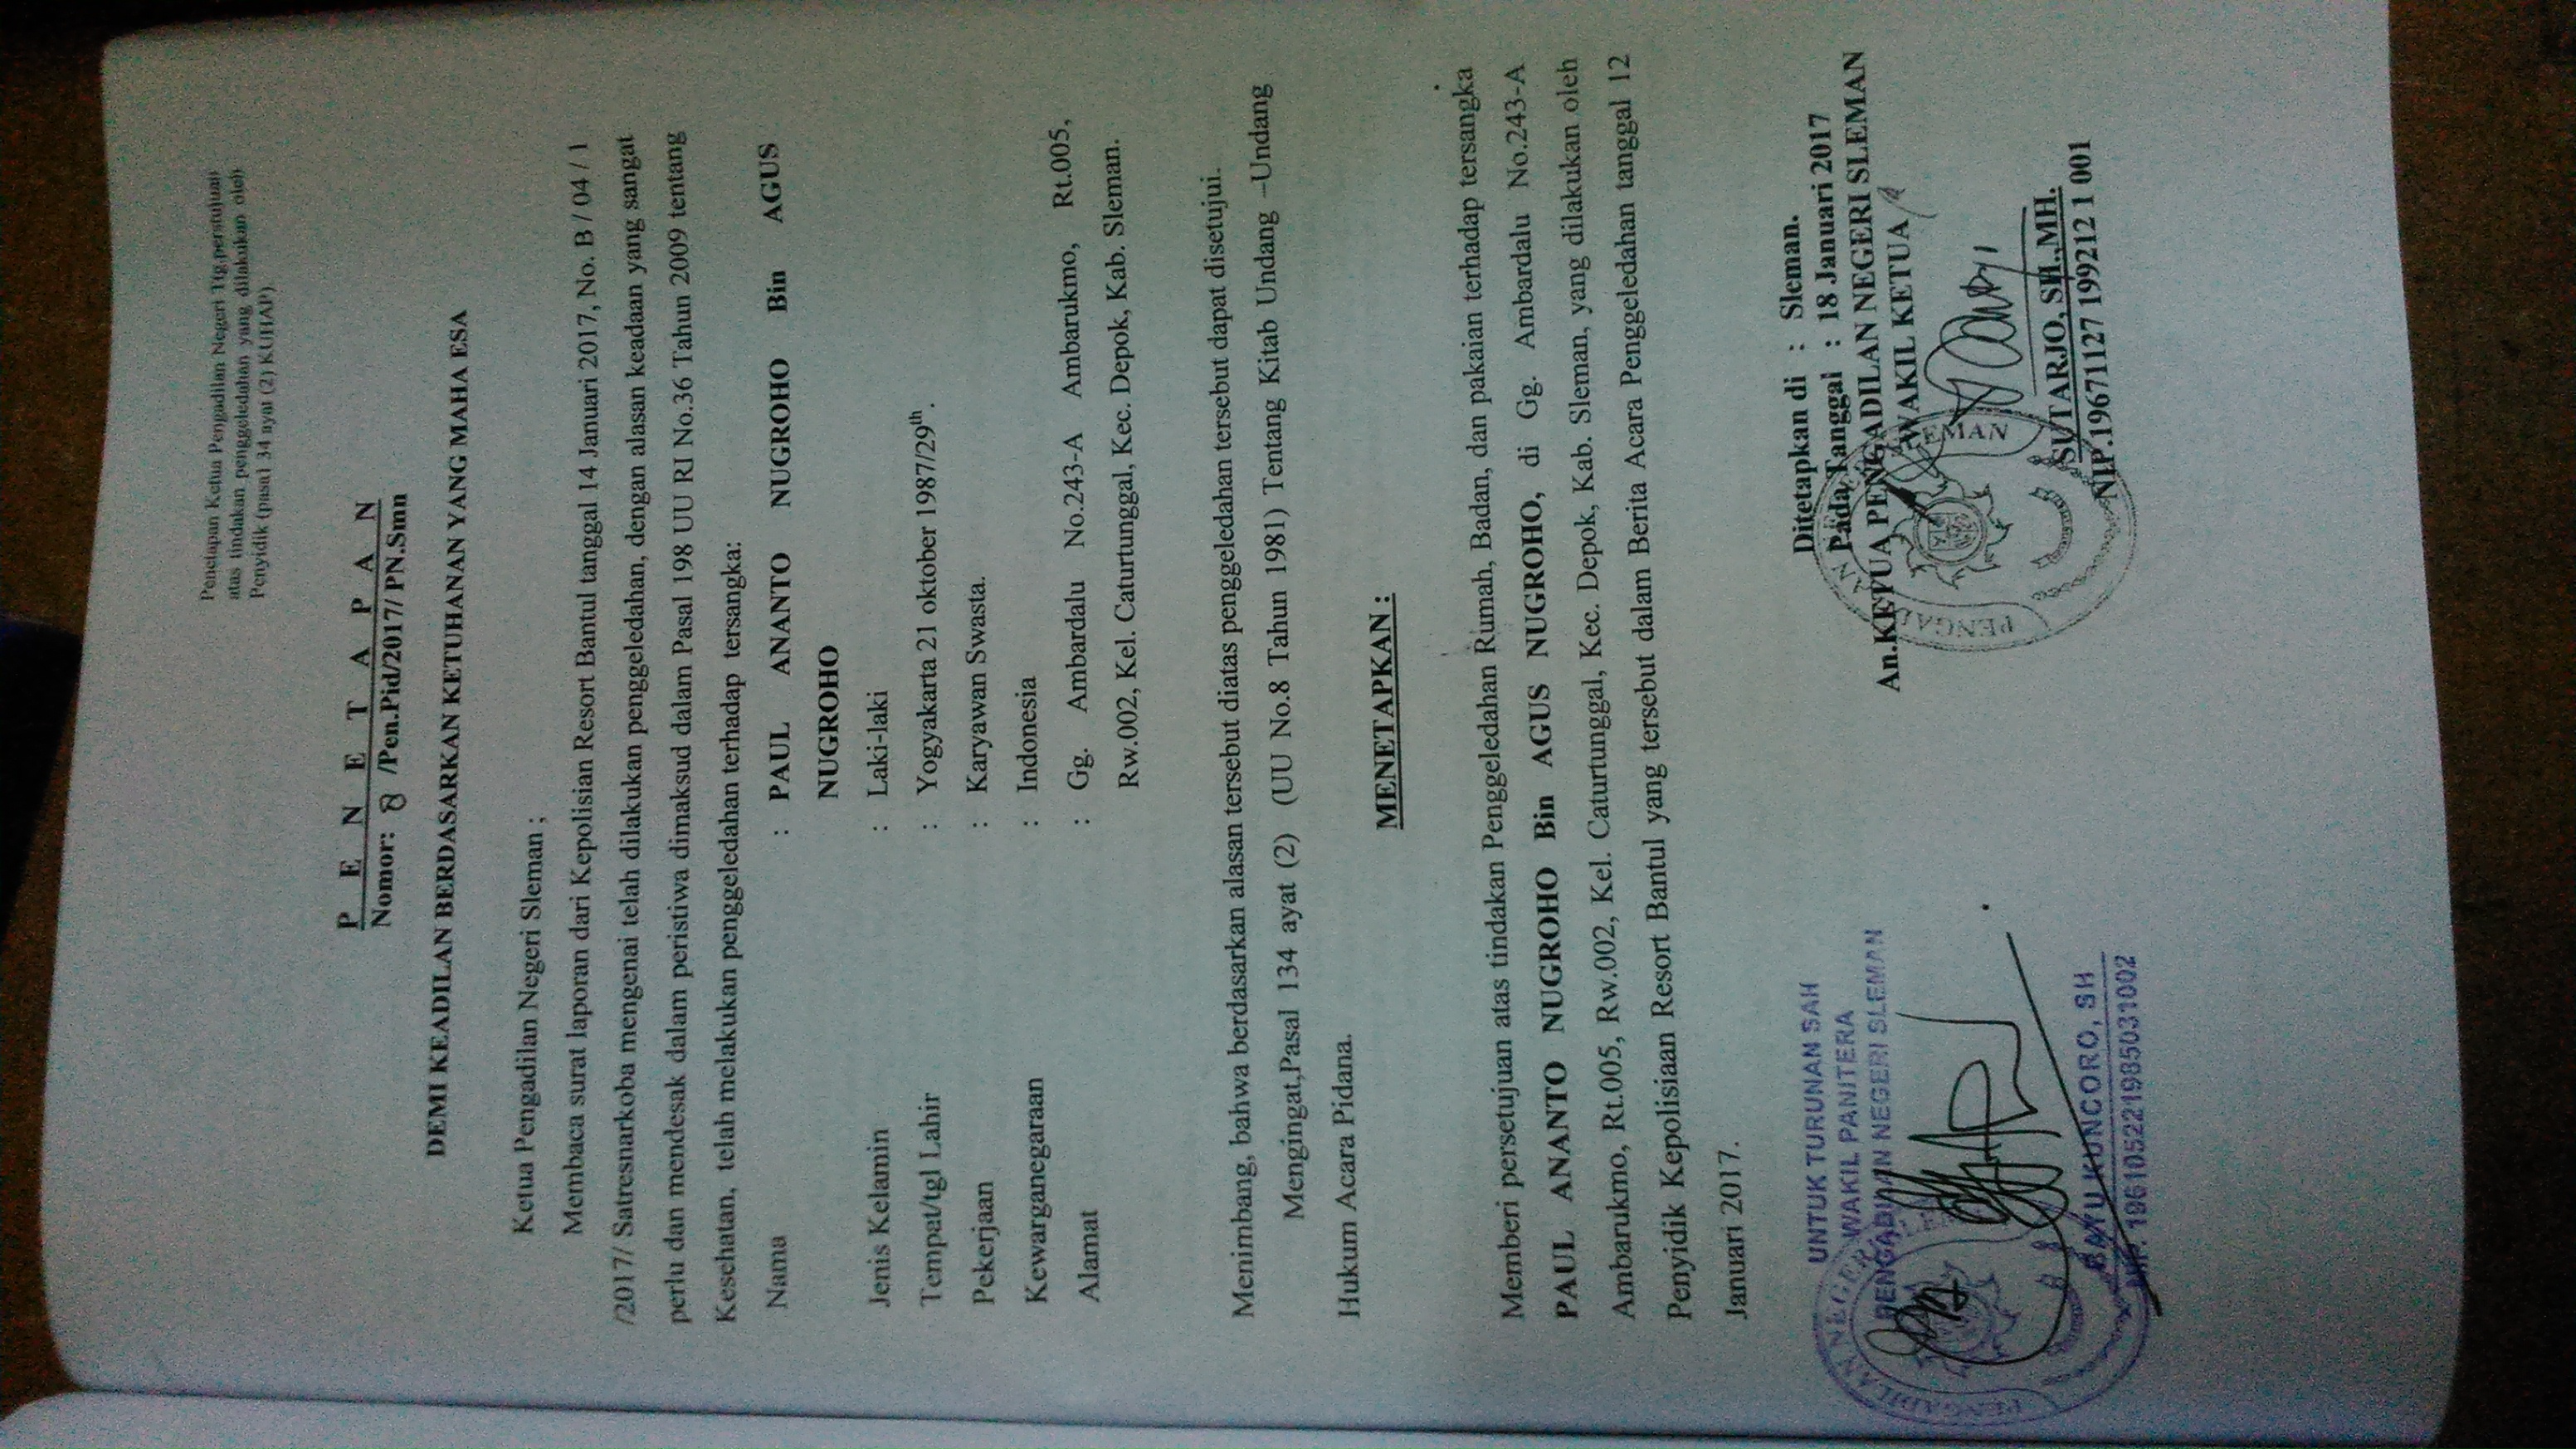 Penetapan Ketua Pengadilan Negeri Ttg.persetujuan
atas tindakan penggeledahan yang dilakukan oleh
Penyidik (pasal 34 ayat (2) KUHAP)
P E N E T A P A N
Nomor: 8 /Pen.Pid/2017/ PN.Smn
DEMI KEADILAN BERDASARKAN KETUHANAN YANG MAHA ESA
Ketua Pengadilan Negeri Sleman ;
Membaca surat laporan dari Kepolisian Resort Bantul tanggal 14 Januari 2017, No. B / 04 / 1
/2017/ Satresnarkoba mengenai telah dilakukan penggeledahan, dengan alasan keadaan yang sangat
perlu dan mendesak dalam peristiwa dimaksud dalam Pasal 198 UU RI No.36 Tahun 2009 tentang
Kesehatan, telah melakukan penggeledahan terhadap tersangka:
Nama : PAUL ANANTO NUGROHO Bin AGUS
NUGROHO
Jenis Kelamin : Laki-laki
Tempat/tgl Lahir : Yogyakarta 21 oktober 1987/29th.
Pekerjaan : Karyawan Swasta.
Kewarganegaraan : Indonesia
Alamat : Gg. Ambardalu No.243-A Ambarukmo, Rt.005,
Rw.002, Kel. Caturtunggal, Kec. Depok, Kab. Sleman.
Menimbang, bahwa berdasarkan alasan tersebut diatas penggeledahan tersebut dapat disetujui.
Mengingat,Pasal 134 ayat (2) (UU No.8 Tahun 1981) Tentang Kitab Undang –Undang
Hukum Acara Pidana.
MENETAPKAN :
Memberi persetujuan atas tindakan Penggeledahan Rumah, Badan, dan pakaian terhadap tersangka
PAUL ANANTO NUGROHO Bin AGUS NUGROHO, di Gg. Ambardalu No.243-A
Ambarukmo, Rt.005, Rw.002, Kel. Caturtunggal, Kec. Depok, Kab. Sleman, yang dilakukan oleh
Penyidik Kepolisiaan Resort Bantul yang tersebut dalam Berita Acara Penggeledahan tanggal 12
Januari 2017.
Ditetapkan di : Sleman.
Pada Tanggal : 18 Januari 2017
An.KETUA PENGADILAN NEGERI SLEMAN
WAKIL KETUA
PENGADILAN
SUTARJO, SH.,MH.
NIP.19671127 199212 1 001
UNTUK TURUNAN SAH
WAKIL PANITERA
PENGADILAN NEGERI SLEMAN
PENGADILAN NEGERI
BAYU KUNCORO, SH
NIP. 196105221985031002